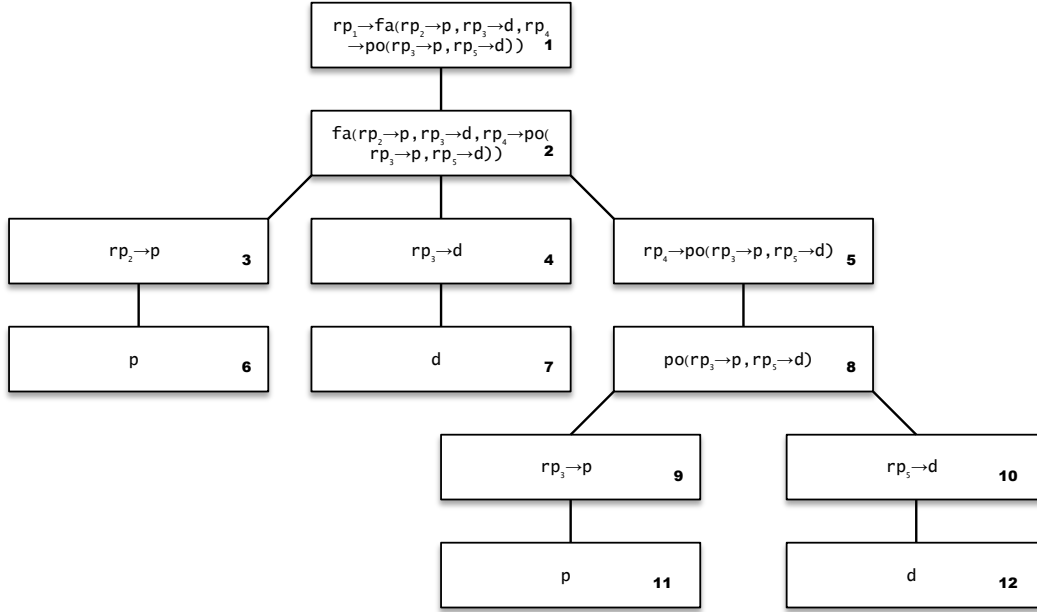 rp₁→fa(rp₂→p,rp₃→d,rp₄
→po(rp₃→p,rp₅→d)) 1
fa(rp₂→p,rp₃→d,rp₄→po(
rp₃→p,rp₅→d)) 2
rp₂→p 3
rp₃→d 4
rp₄→po(rp₃→p,rp₅→d) 5
p 6
d 7
po(rp₃→p,rp₅→d) 8
rp₃→p 9
rp₅→d 10
p 11
d 12